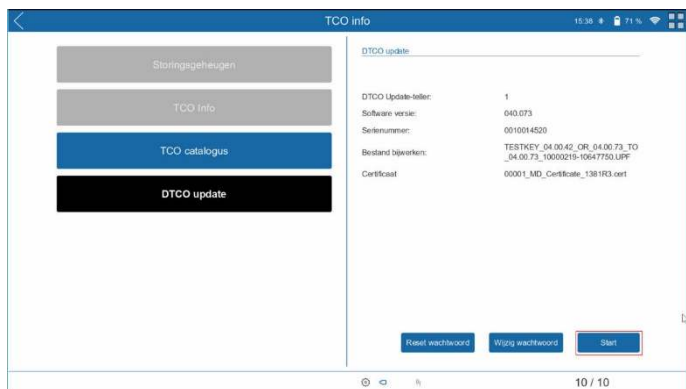 TCO info
15:38
71 %
Storingsgeheugen
TCO Info
TCO catalogus
DTCO update
DTCO update
DTCO Update-teller: 1
Software versie: 040.073
Serienummer: 0010014520
Bestand bijwerken: TESTKEY_04.00.42_OR_04.00.73_TO
_04.00.73_10000219-10647750.UPF
Certificaat 00001_MD_Certificate_1381R3.cert
Reset wachtwoord
Wijzig wachtwoord
Start
10 / 10